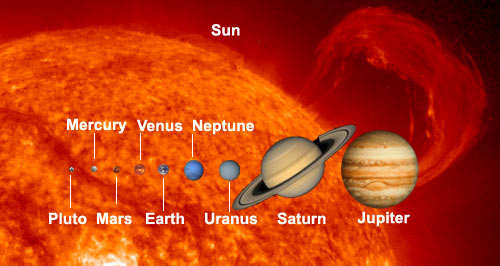 Sun
Mercury Venus Neptune
Pluto Mars Earth Uranus Saturn Jupiter